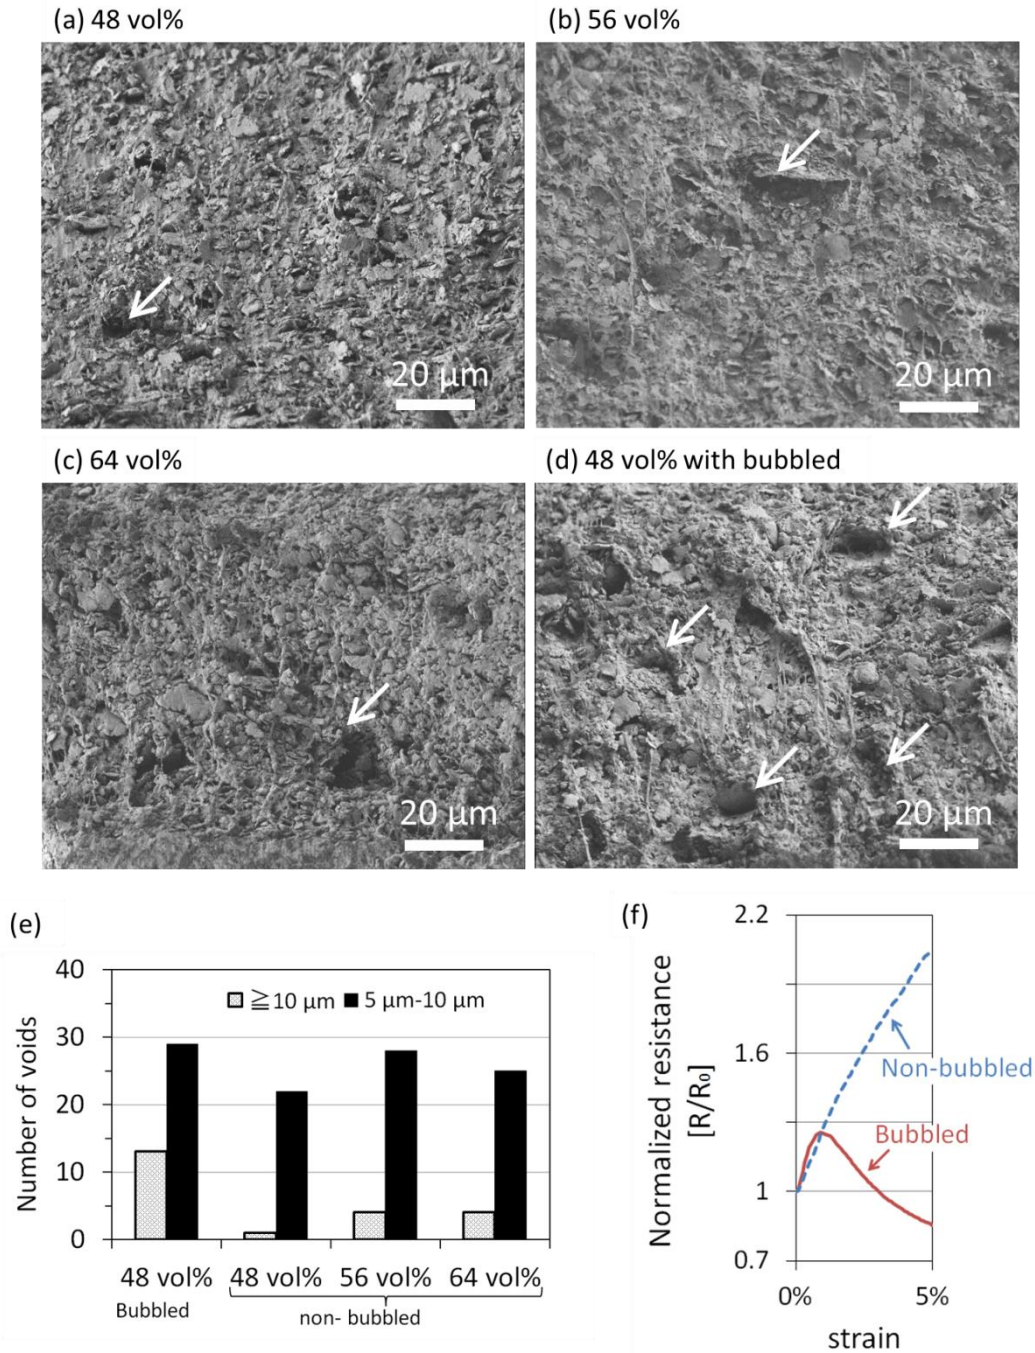 (a) 48 vol%
(b) 56 vol%
20 μm
20 μm
(c) 64 vol%
(d) 48 vol% with bubbled
20 μm
20 μm
(e)
40
30
20
10
0
Number of voids
≧10 μm
5 μm-10 μm
48 vol%
48 vol%
56 vol%
64 vol%
Bubbled
non- bubbled
(f)
2.2
1.6
1
0.7
Normalized resistance
[R/R₀]
Non-bubbled
Bubbled
0%
5%
strain